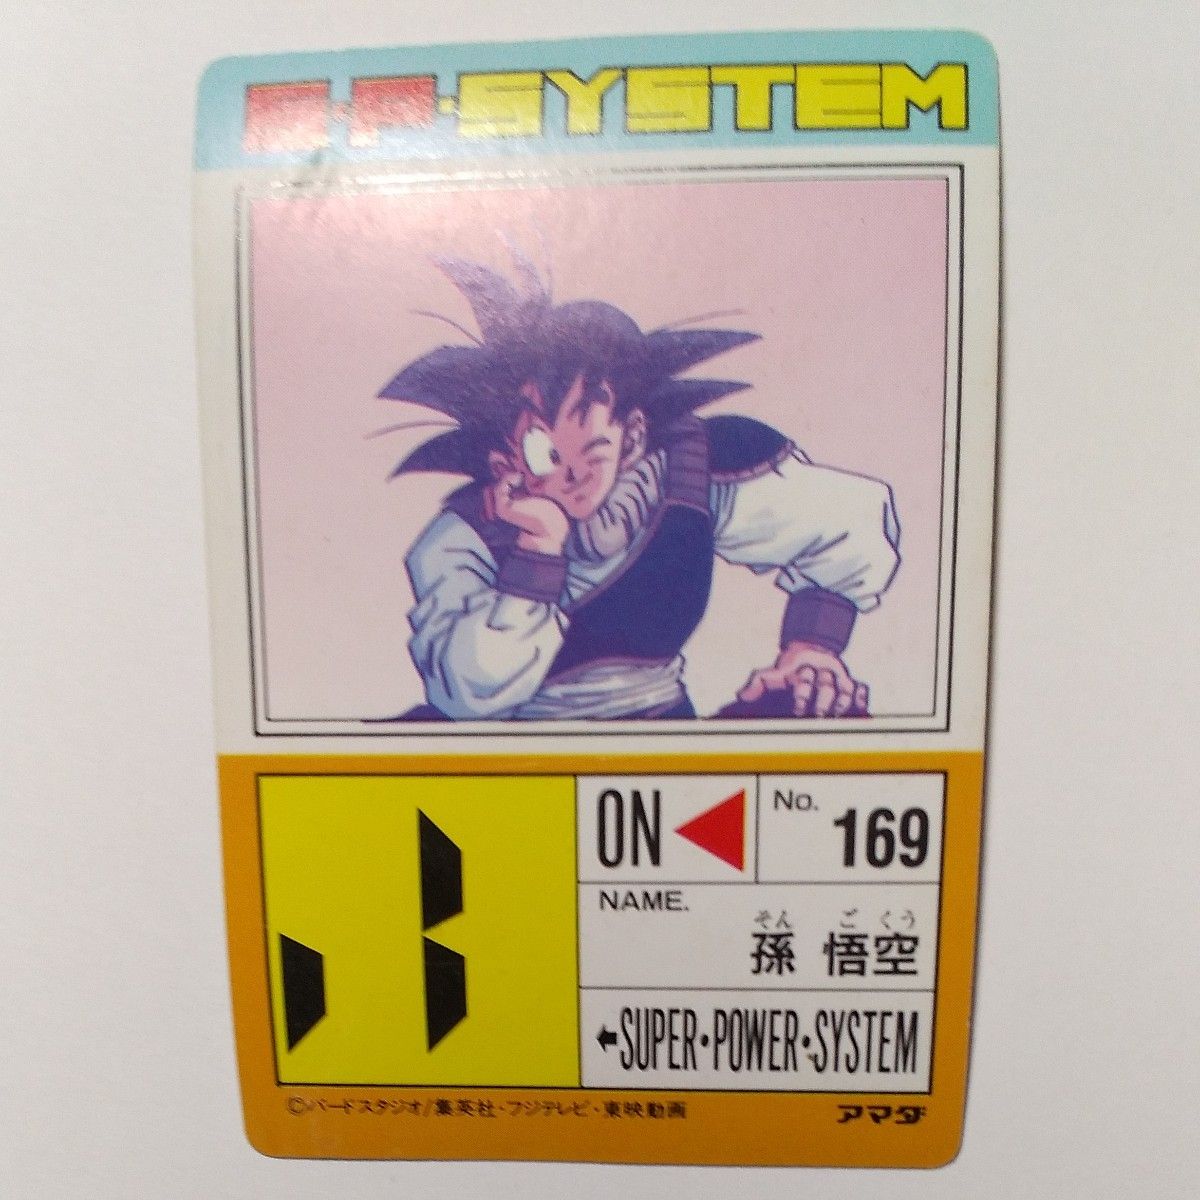 P·P·SYSTEM
ON
No.
169
NAME.
そん ご くう
孫 悟空
SUPER·POWER·SYSTEM
©バードスタジオ/集英社・フジテレビ・東映動画
アマダ